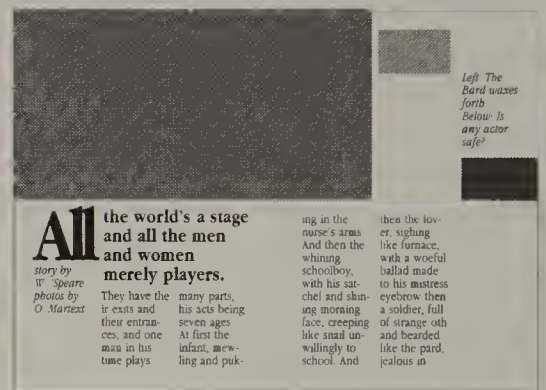 Left The
Bard waxes
forth
Below Is
any actor
safe?
All the world's a stage
and all the men
and women
merely players.
story by
W 'Speare
photos by
O Martext
They have the
ir exits and
their entran-
ces, and one
man in his
time plays
many parts,
his acts being
seven ages
At first the
infant, mew-
ling and puk-
ing in the
nurse's arms
And then the
whining
schoolboy,
with his sat-
chel and shin-
ing morning
face, creeping
like snail un-
willingly to
school. And
then the lov-
er, sighing
like furnace,
with a woeful
ballad made
to his mistress
eyebrow then
a soldier, full
of strange oth
and bearded
like the pard,
jealous in